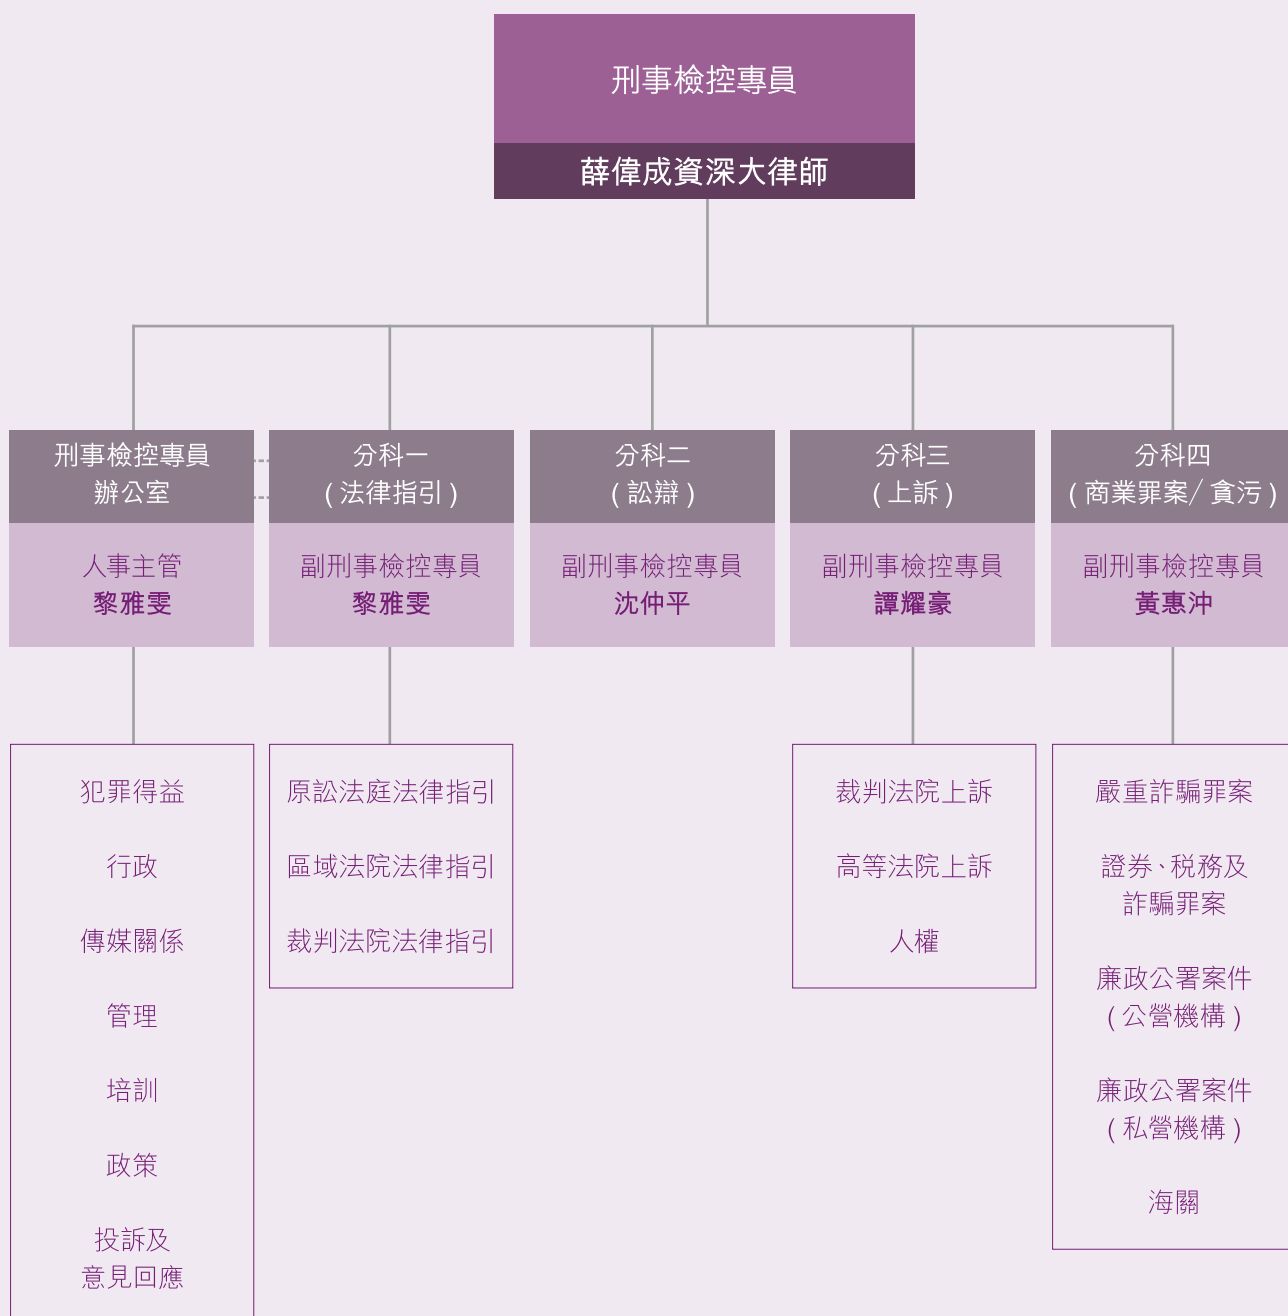 刑事檢控專員
薛偉成資深大律師
刑事檢控專員
辦公室
人事主管
黎雅雯
分科一
(法律指引)
副刑事檢控專員
黎雅雯
分科二
(訟辯)
副刑事檢控專員
沈仲平
分科三
(上訴)
副刑事檢控專員
譚耀豪
分科四
(商業罪案/貪污)
副刑事檢控專員
黃惠沖
犯罪得益
行政
傳媒關係
管理
培訓
政策
投訴及
意見回應
原訟法庭法律指引
區域法院法律指引
裁判法院法律指引
裁判法院上訴
高等法院上訴
人權
嚴重詐騙罪案
證券、稅務及
詐騙罪案
廉政公署案件
(公營機構)
廉政公署案件
(私營機構)
海關